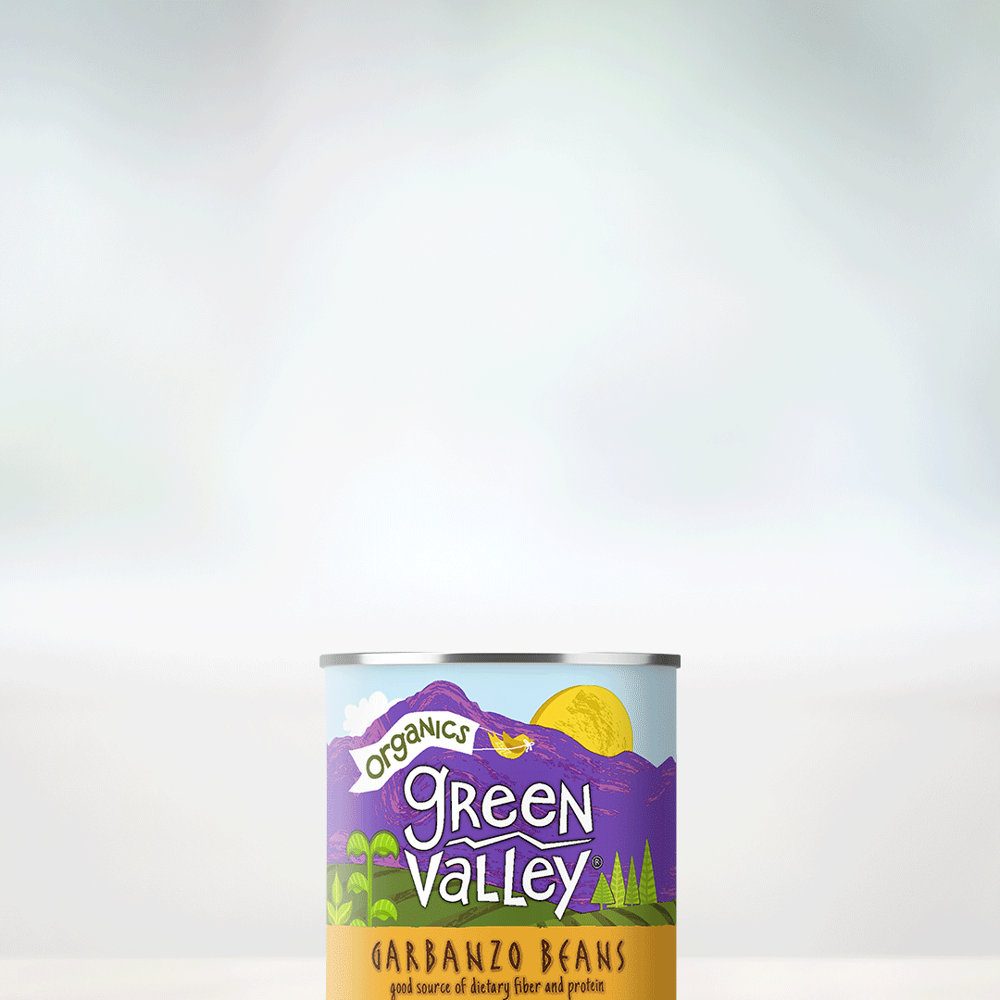 organics
green
valley®
GARBANZO BEANS
good source of dietary fiber and protein